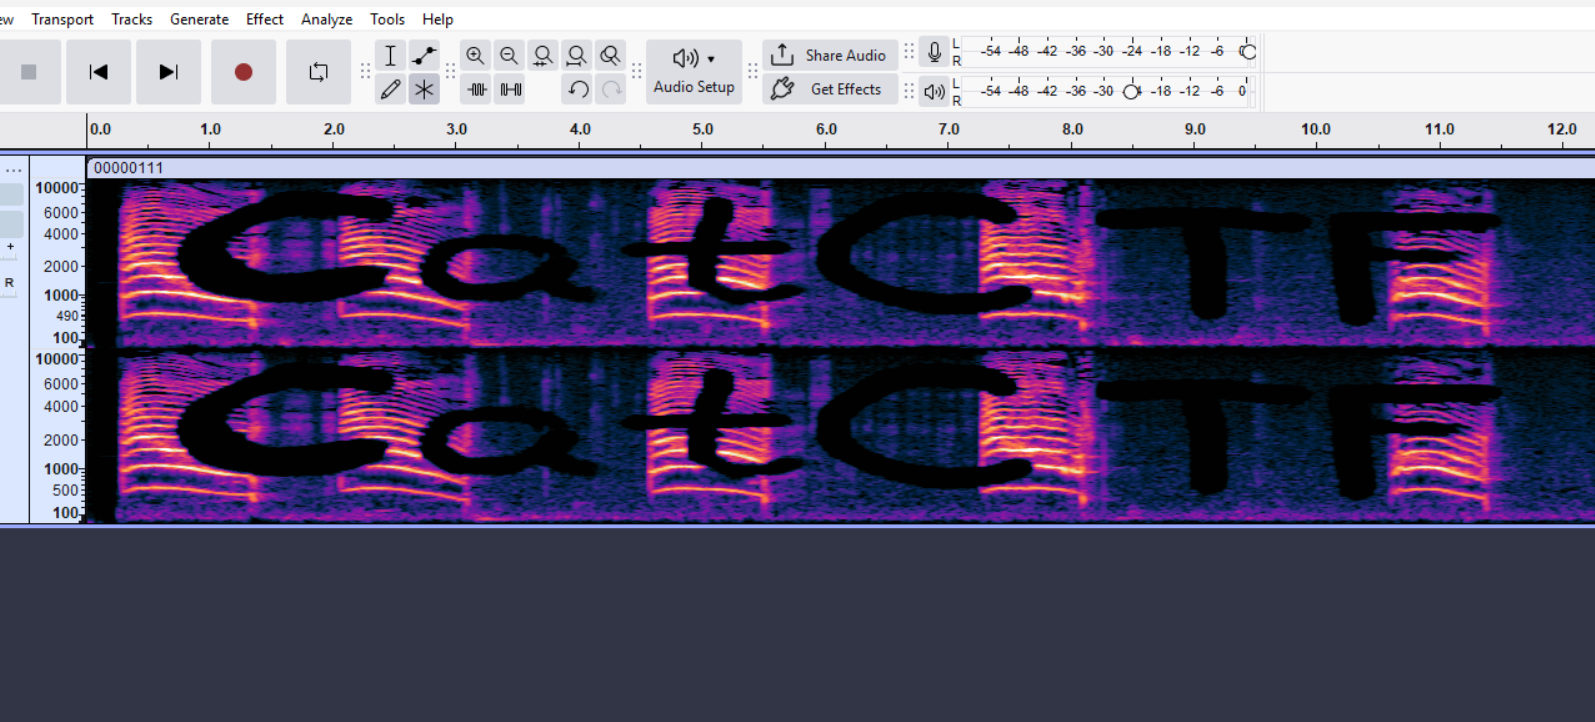 Transport Tracks Generate Effect Analyze Tools Help
Audio Setup
Share Audio
Get Effects
L
R
-54 -48 -42 -36 -30 -24 -18 -12 -6
L
R
-54 -48 -42 -36 -30 -18 -12 -6 0
0.0 1.0 2.0 3.0 4.0 5.0 6.0 7.0 8.0 9.0 10.0 11.0 12.0
00000111
R
10000
6000
4000
2000
1000
490
100
CatCTF
10000
6000
4000
2000
1000
500
100
CatCTF